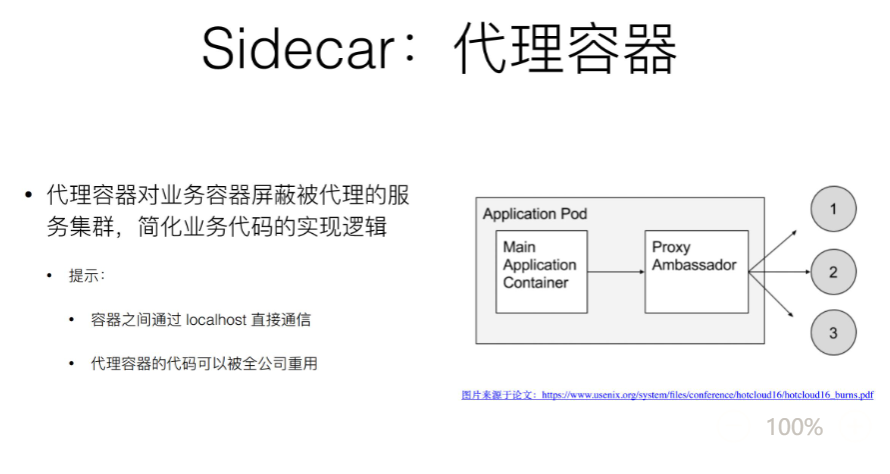 Sidecar：代理容器
• 代理容器对业务容器屏蔽被代理的服
务集群，简化业务代码的实现逻辑
• 提示：
• 容器之间通过 localhost 直接通信
• 代理容器的代码可以被全公司重用
Application Pod
Main
Application
Container
Proxy
Ambassador
1
2
3
图片来源于论文：https://www.usenix.org/system/files/conference/hotcloud16/hotcloud16_burns.pdf
100%